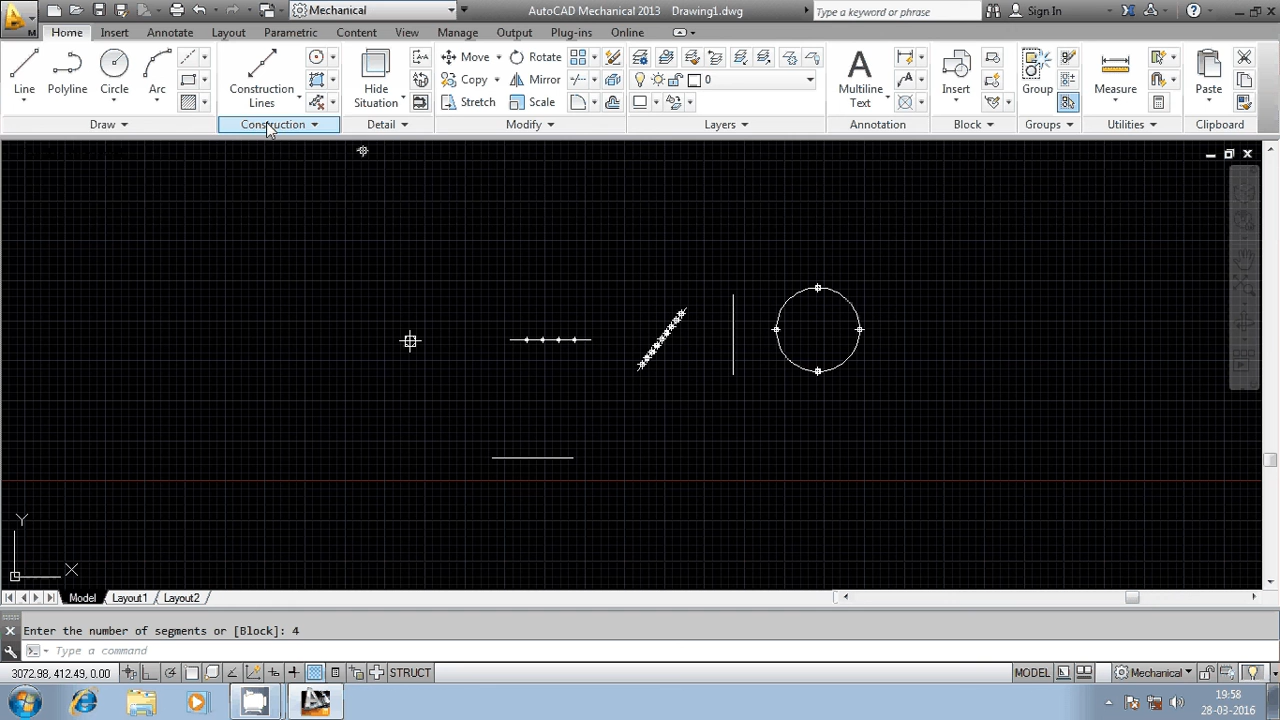 Mechanical
AutoCAD Mechanical 2013 Drawing1.dwg
Type a keyword or phrase
Sign In
Home Insert Annotate Layout Parametric Content View Manage Output Plug-ins Online
Line
Polyline
Circle
Arc
Construction
Lines
Hide
Situation
Move
Copy
Stretch
Rotate
Mirror
Scale
0
Multiline
Text
Insert
Group
Measure
Paste
Draw Construction Detail Modify Layers Annotation Block Groups Utilities Clipboard
Y
X
Model Layout1 Layout2
Enter the number of segments or [Block]: 4
Type a command
3072.98, 412.49, 0.00
STRUCT
MODEL
Mechanical
19:58
28-03-2016